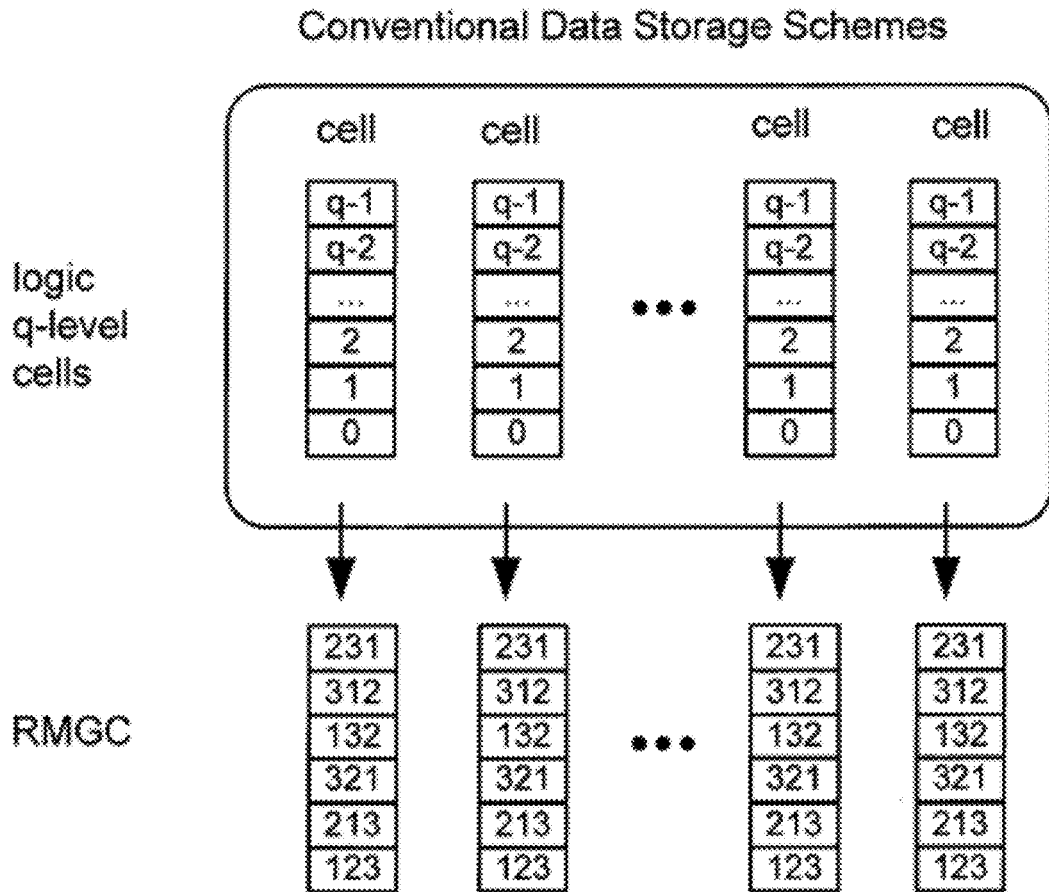 Conventional Data Storage Schemes
cell cell cell cell
q-1 q-1 q-1 q-1
q-2 q-2 q-2 q-2
... ... ... ...
logic
q-level
cells
2 2 2 2
1 1 1 1
0 0 0 0
231 231 231 231
312 312 312 312
RMGC
132 132 132 132
321 321 321 321
213 213 213 213
123 123 123 123